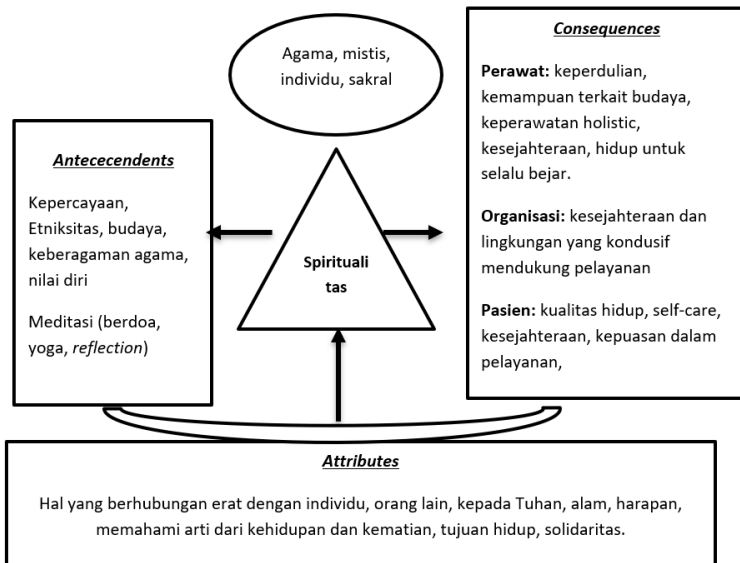 Agama, mistis,
individu, sakral
Antececendents
Kepercayaan,
Etniksitas, budaya,
keberagaman agama,
nilai diri
Meditasi (berdoa,
yoga, reflection)
Spirituali
tas
Consequences
Perawat: keperdulian,
kemampuan terkait budaya,
keperawatan holistic,
kesejahteraan, hidup untuk
selalu bejar.
Organisasi: kesejahteraan dan
lingkungan yang kondusif
mendukung pelayanan
Pasien: kualitas hidup, self-care,
kesejahteraan, kepuasan dalam
pelayanan,
Attributes
Hal yang berhubungan erat dengan individu, orang lain, kepada Tuhan, alam, harapan,
memahami arti dari kehidupan dan kematian, tujuan hidup, solidaritas.